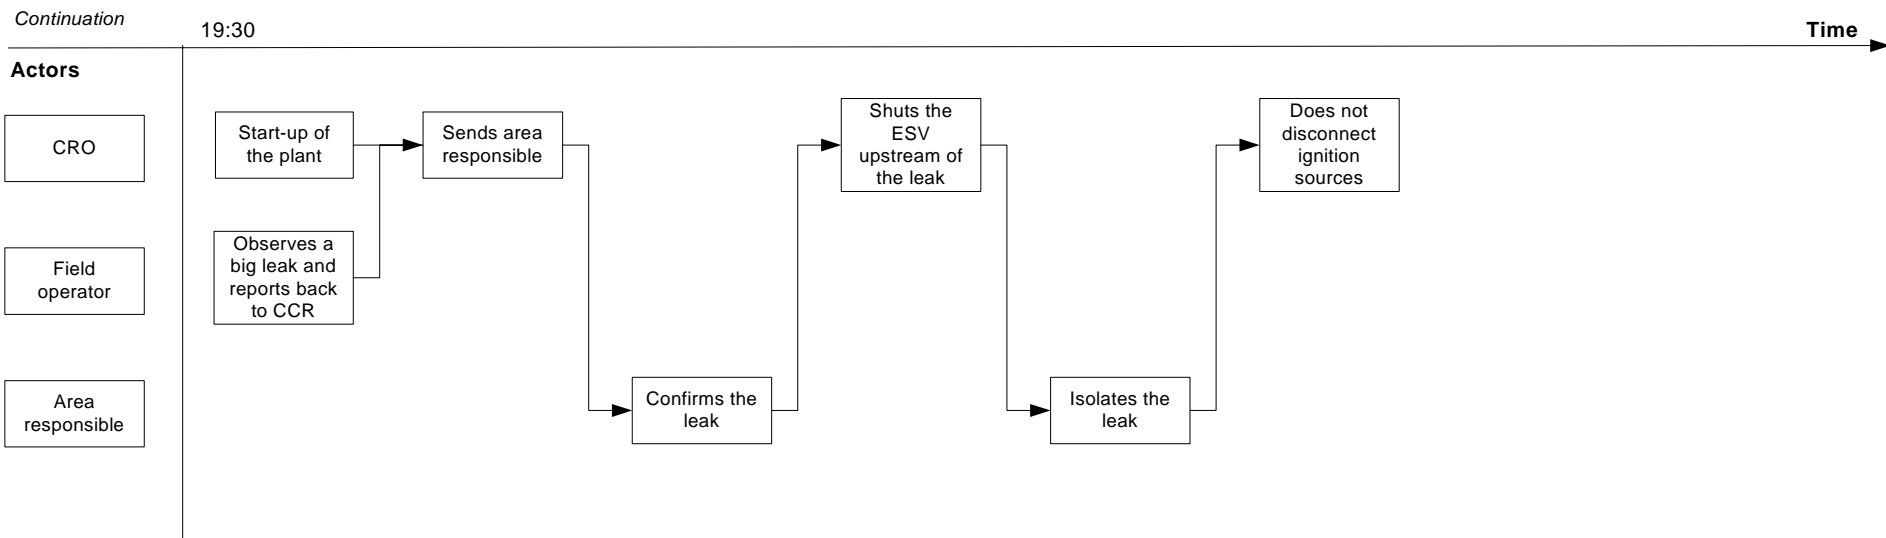 Continuation
19:30
Time
Actors
CRO
Start-up of
the plant
Sends area
responsible
Shuts the
ESV
upstream of
the leak
Does not
disconnect
ignition
sources
Field
operator
Observes a
big leak and
reports back
to CCR
Area
responsible
Confirms the
leak
Isolates the
leak